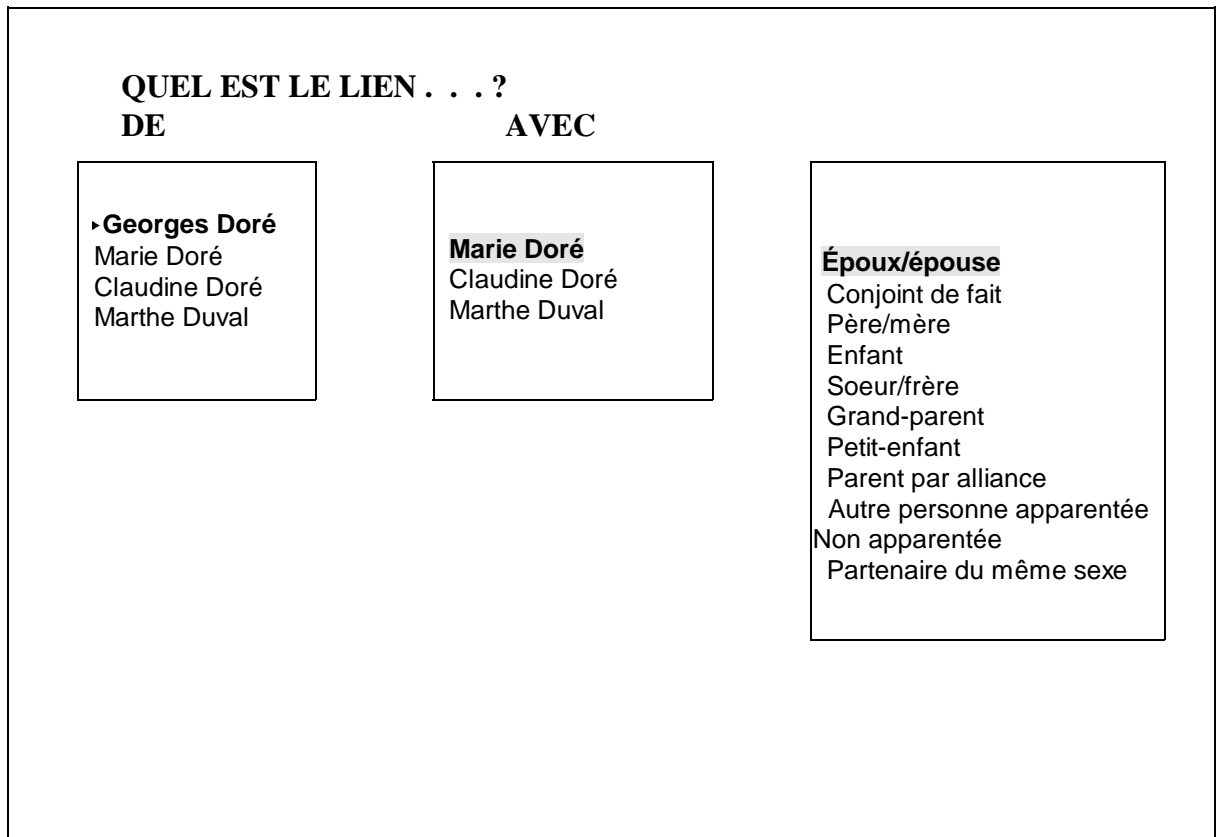 QUEL EST LE LIEN . . . ?
DE AVEC
▸Georges Doré
Marie Doré
Claudine Doré
Marthe Duval
Marie Doré
Claudine Doré
Marthe Duval
Époux/épouse
Conjoint de fait
Père/mère
Enfant
Soeur/frère
Grand-parent
Petit-enfant
Parent par alliance
Autre personne apparentée
Non apparentée
Partenaire du même sexe